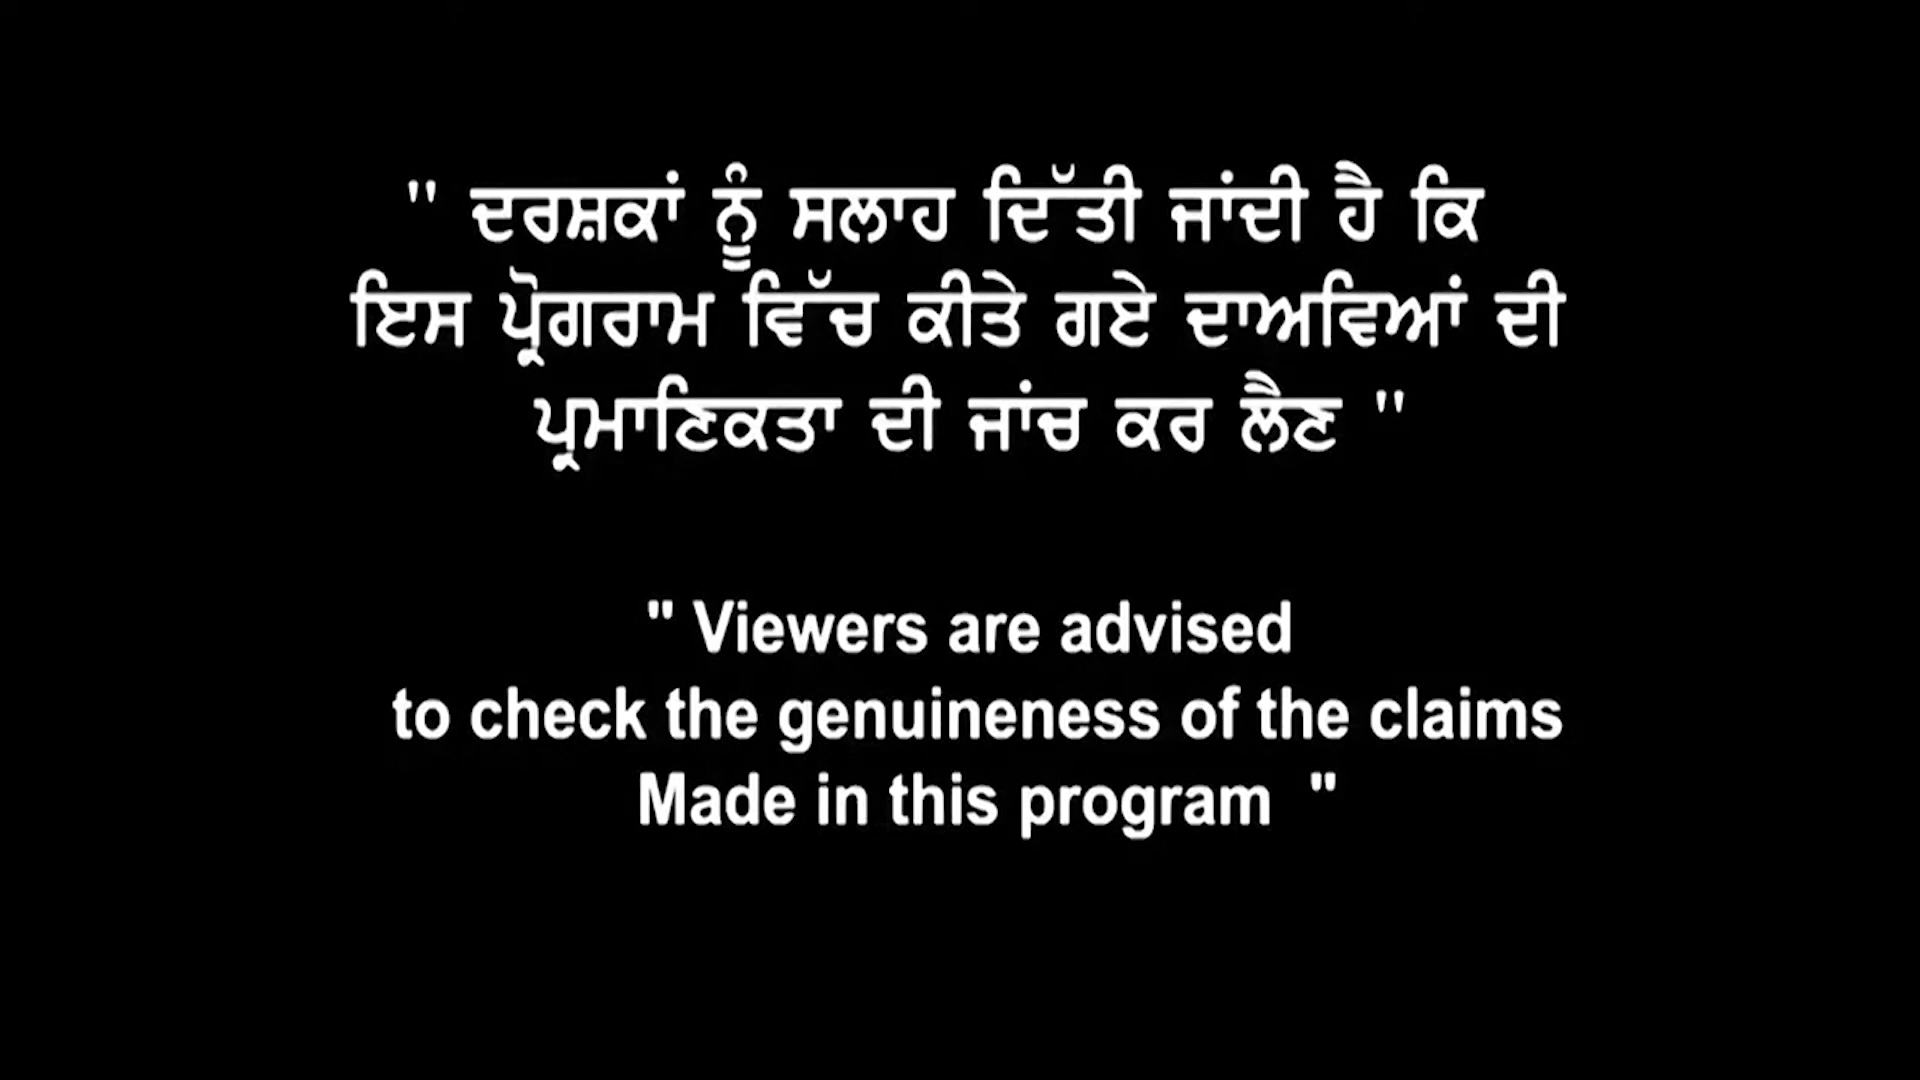 " ਦਰਸ਼ਕਾਂ ਨੂੰ ਸਲਾਹ ਦਿੱਤੀ ਜਾਂਦੀ ਹੈ ਕਿ
ਇਸ ਪ੍ਰੋਗਰਾਮ ਵਿੱਚ ਕੀਤੇ ਗਏ ਦਾਅਵਿਆਂ ਦੀ
ਪ੍ਰਮਾਣਿਕਤਾ ਦੀ ਜਾਂਚ ਕਰ ਲੈਣ "
" Viewers are advised
to check the genuineness of the claims
Made in this program "